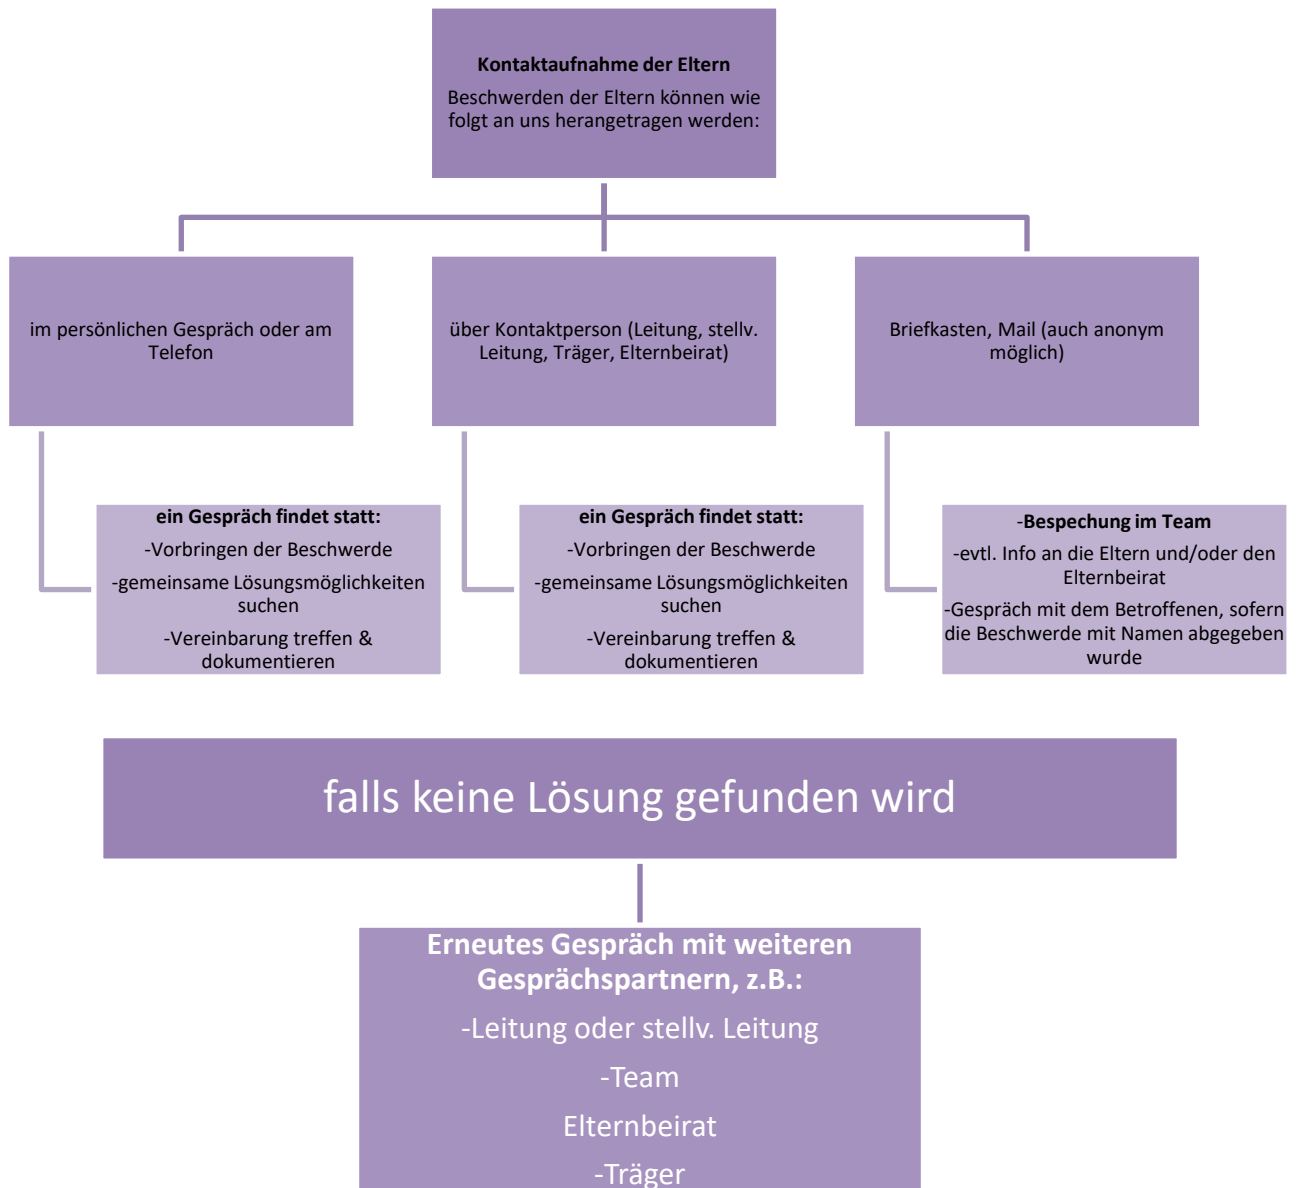 Kontaktaufnahme der Eltern
Beschwerden der Eltern können wie
folgt an uns herangetragen werden:
im persönlichen Gespräch oder am
Telefon
über Kontaktperson (Leitung, stellv.
Leitung, Träger, Elternbeirat)
Briefkasten, Mail (auch anonym
möglich)
ein Gespräch findet statt:
-Vorbringen der Beschwerde
-gemeinsame Lösungsmöglichkeiten
suchen
-Vereinbarung treffen &
dokumentieren
ein Gespräch findet statt:
-Vorbringen der Beschwerde
-gemeinsame Lösungsmöglichkeiten
suchen
-Vereinbarung treffen &
dokumentieren
-Bespechung im Team
-evtl. Info an die Eltern und/oder den
Elternbeirat
-Gespräch mit dem Betroffenen, sofern
die Beschwerde mit Namen abgegeben
wurde
falls keine Lösung gefunden wird
Erneutes Gespräch mit weiteren
Gesprächspartnern, z.B.:
-Leitung oder stellv. Leitung
-Team
Elternbeirat
-Träger